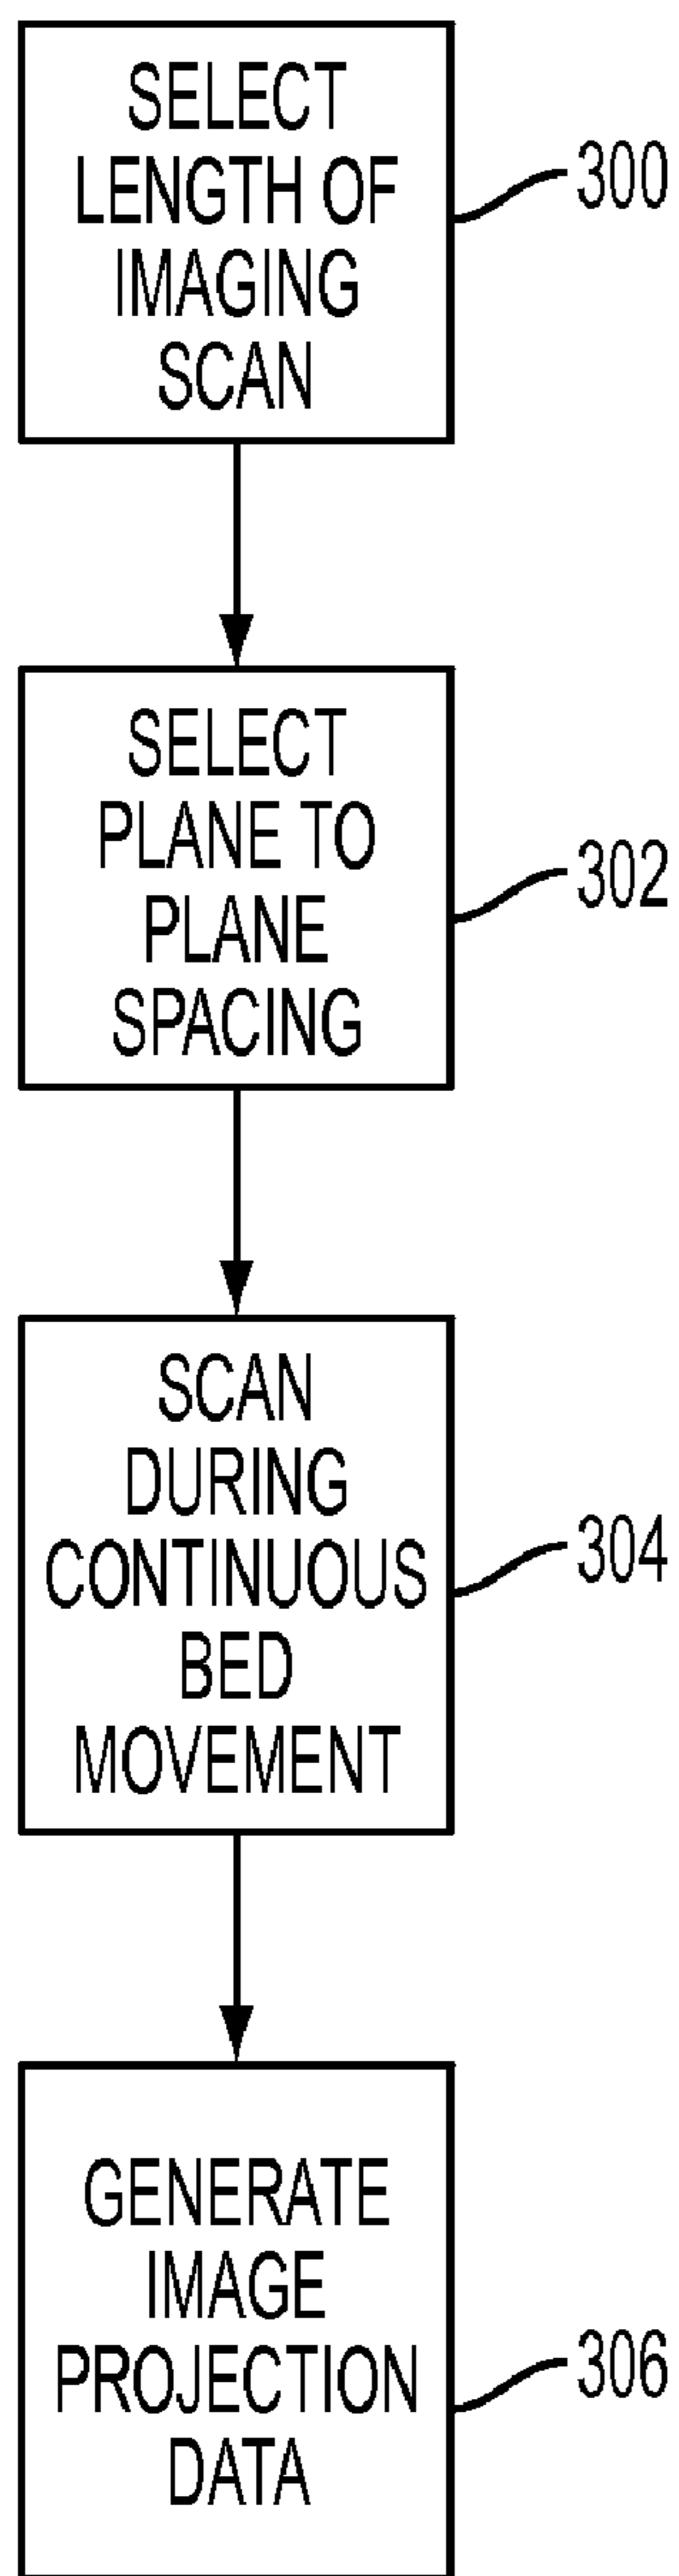 SELECT
LENGTH OF
IMAGING
SCAN
300
SELECT
PLANE TO
PLANE
SPACING
302
SCAN
DURING
CONTINUOUS
BED
MOVEMENT
304
GENERATE
IMAGE
PROJECTION
DATA
306